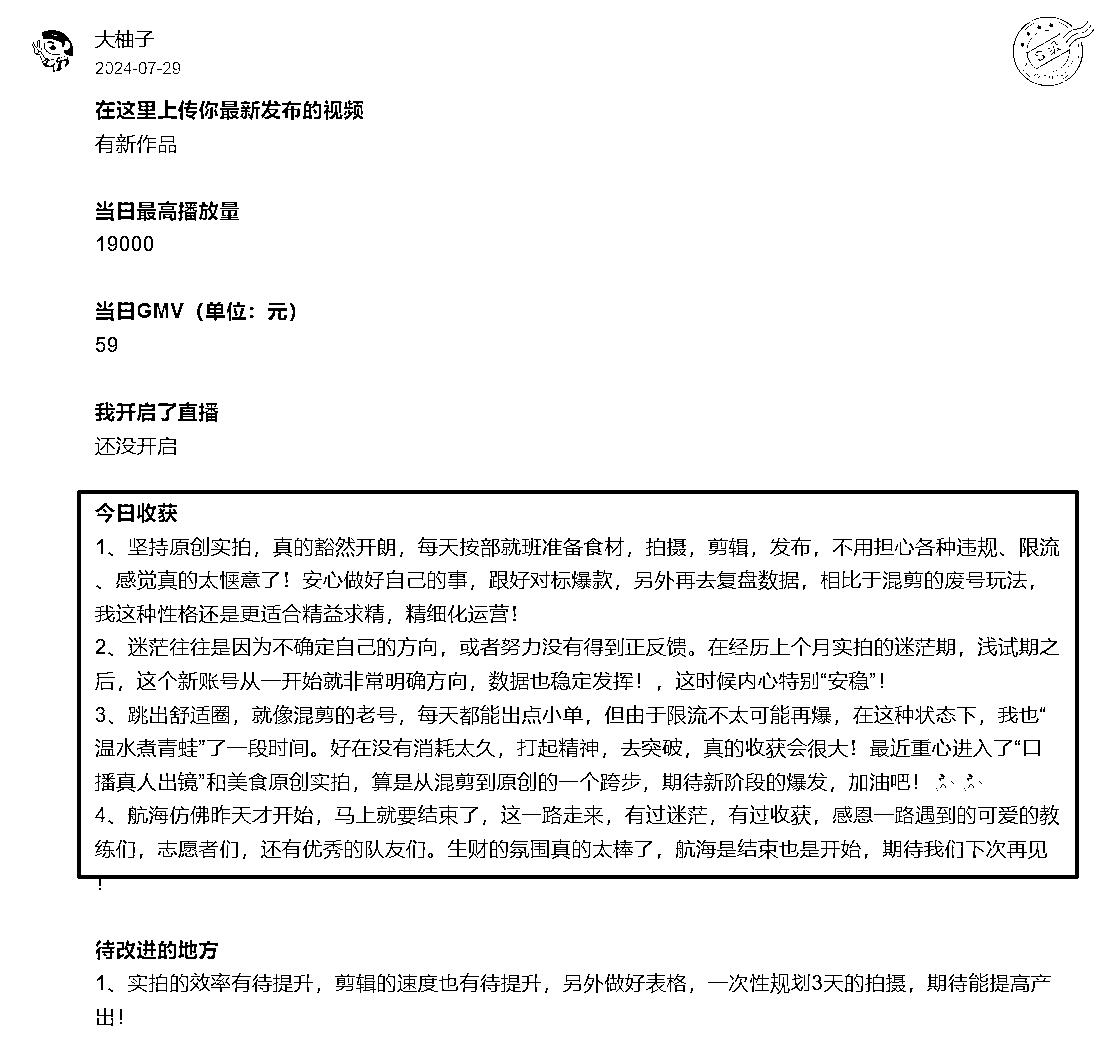 大柚子
2024-07-29
在这里上传你最新发布的视频
有新作品
当日最高播放量
19000
当日GMV（单位：元）
59
我开启了直播
还没开启
今日收获
1、坚持原创实拍，真的豁然开朗，每天按部就班准备食材，拍摄，剪辑，发布，不用担心各种违规、限流
、感觉真的太惬意了！安心做好自己的事，跟好对标爆款，另外再去复盘数据，相比于混剪的废号玩法，
我这种性格还是更适合精益求精，精细化运营！
2、迷茫往往是因为不确定自己的方向，或者努力没有得到正反馈。在经历上个月实拍的迷茫期，浅试期之
后，这个新账号从一开始就非常明确方向，数据也稳定发挥！，这时候内心特别“安稳”！
3、跳出舒适圈，就像混剪的老号，每天都能出点小单，但由于限流不太可能再爆，在这种状态下，我也“
温水煮青蛙”了一段时间。好在没有消耗太久，打起精神，去突破，真的收获会很大！最近重心进入了“口
播真人出镜”和美食原创实拍，算是从混剪到原创的一个跨步，期待新阶段的爆发，加油吧！
4、航海仿佛昨天才开始，马上就要结束了，这一路走来，有过迷茫，有过收获，感恩一路遇到的可爱的教
练们，志愿者们，还有优秀的队友们。生财的氛围真的太棒了，航海是结束也是开始，期待我们下次再见
！
待改进的地方
1、实拍的效率有待提升，剪辑的速度也有待提升，另外做好表格，一次性规划3天的拍摄，期待能提高产
出！